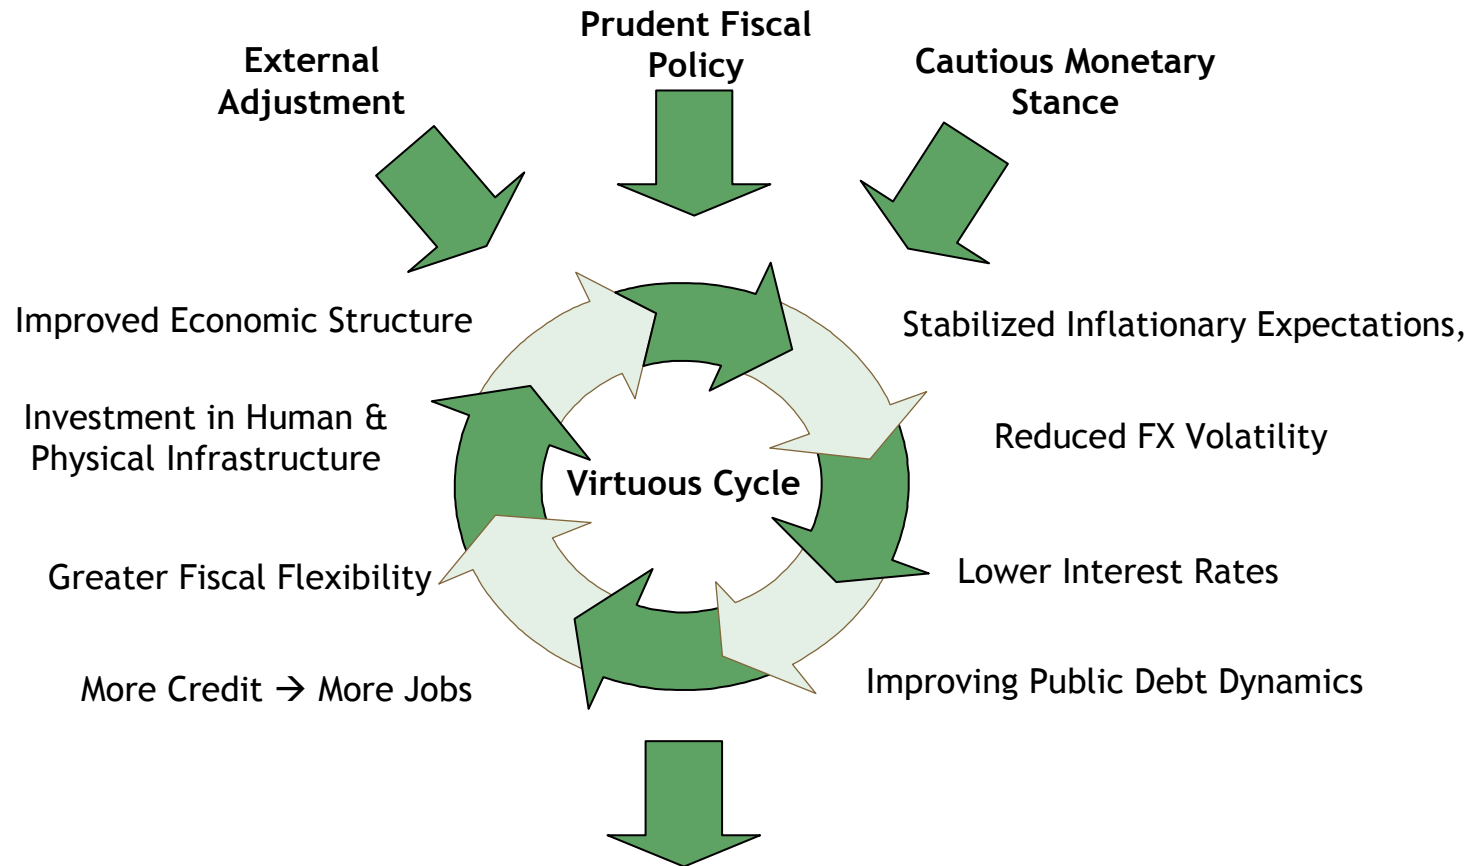 External
Adjustment
Prudent Fiscal
Policy
Cautious Monetary
Stance
Improved Economic Structure
Stabilized Inflationary Expectations,
Investment in Human &
Physical Infrastructure
Reduced FX Volatility
Virtuous Cycle
Greater Fiscal Flexibility
Lower Interest Rates
More Credit → More Jobs
Improving Public Debt Dynamics